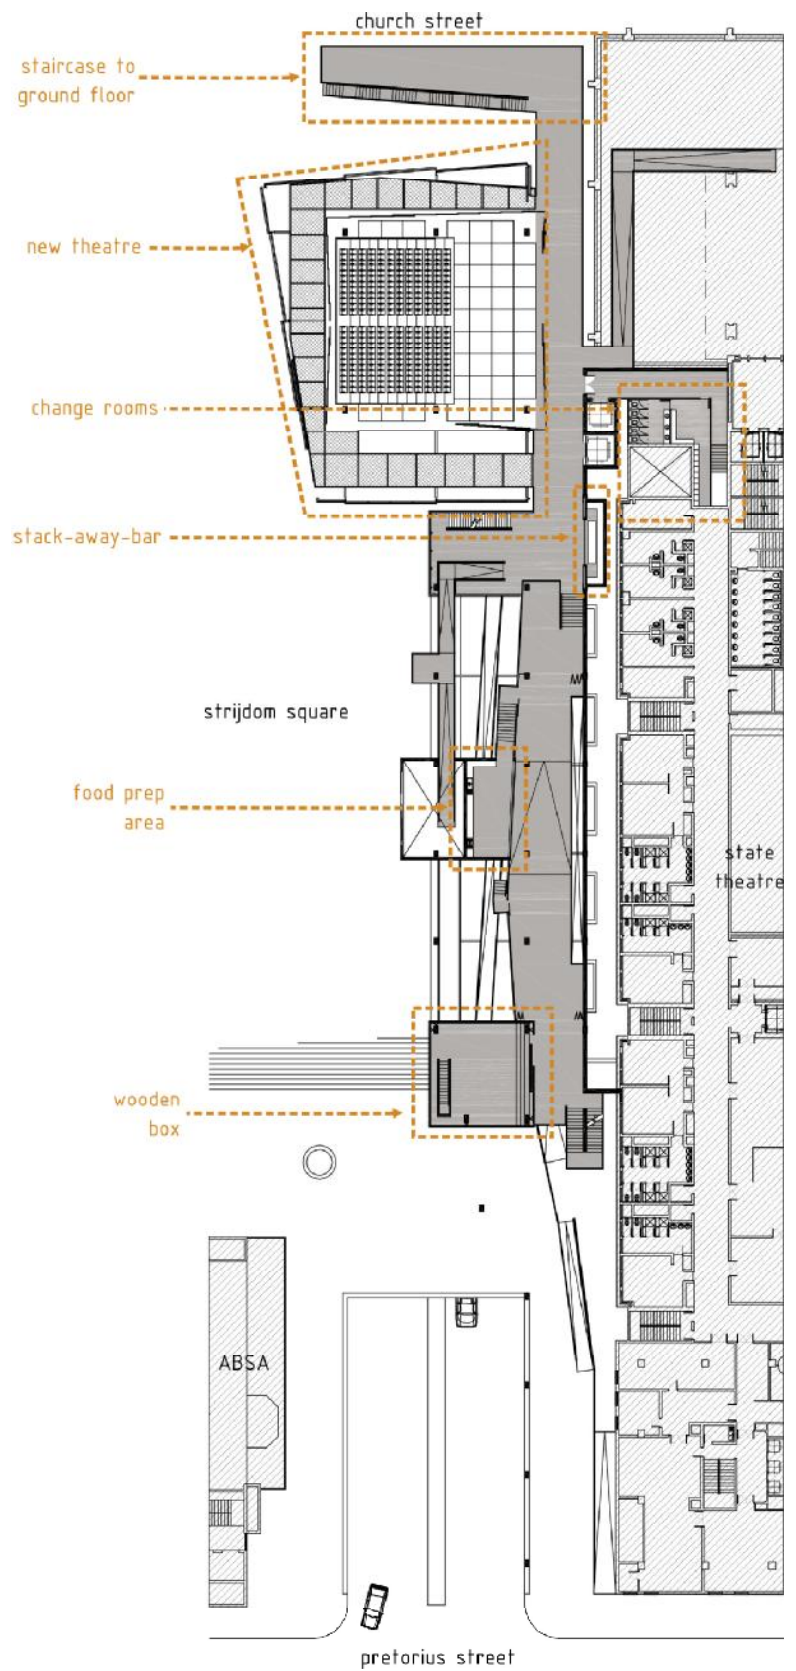 church street
staircase to
ground floor
new theatre
change rooms
stack-away-bar
strijdom square
food prep
area
state
theatre
wooden
box
ABSA
pretorius street